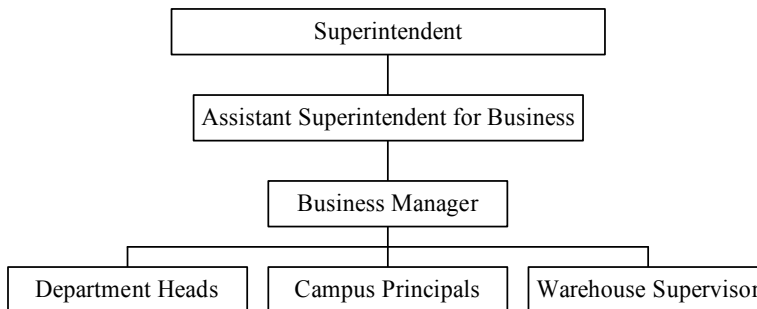 Superintendent
Assistant Superintendent for Business
Business Manager
Department Heads
Campus Principals
Warehouse Supervisor